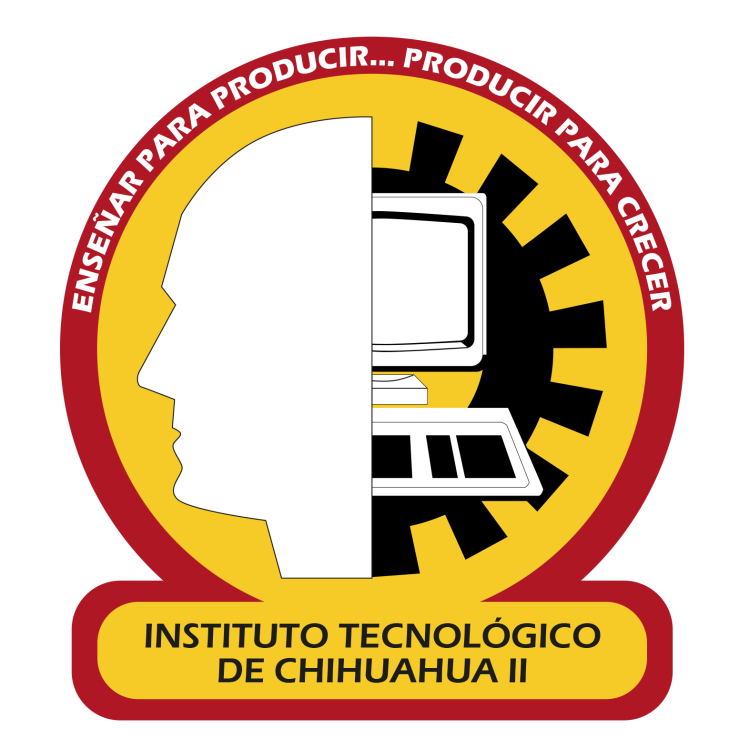 ENSEÑAR PARA PRODUCIR... PRODUCIR PARA CRECER
INSTITUTO TECNOLÓGICO
DE CHIHUAHUA II